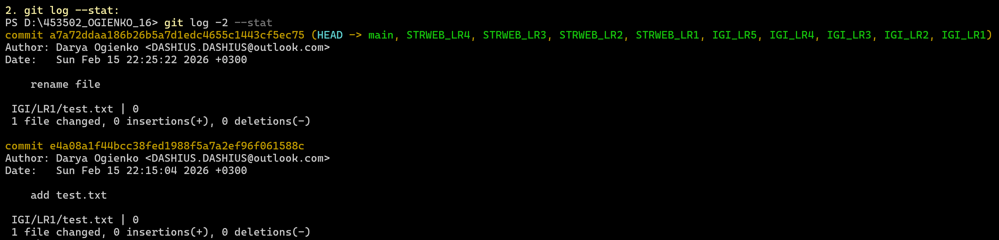 2. git log --stat:
PS D:\453502_OGIENKO_16> git log -2 --stat
commit a7a72ddaa186b26b5a7d1edc4655c1443cf5ec75 (HEAD -> main, STRWEB_LR4, STRWEB_LR3, STRWEB_LR2, STRWEB_LR1, IGI_LR5, IGI_LR4, IGI_LR3, IGI_LR2, IGI_LR1)
Author: Darya Ogienko <DASHIUS.DASHIUS@outlook.com>
Date:   Sun Feb 15 22:25:22 2026 +0300
    rename file
 IGI/LR1/test.txt | 0
 1 file changed, 0 insertions(+), 0 deletions(-)
commit e4a08a1f44bcc38fed1988f5a7a2ef96f061588c
Author: Darya Ogienko <DASHIUS.DASHIUS@outlook.com>
Date:   Sun Feb 15 22:15:04 2026 +0300
    add test.txt
 IGI/LR1/test.txt | 0
 1 file changed, 0 insertions(+), 0 deletions(-)